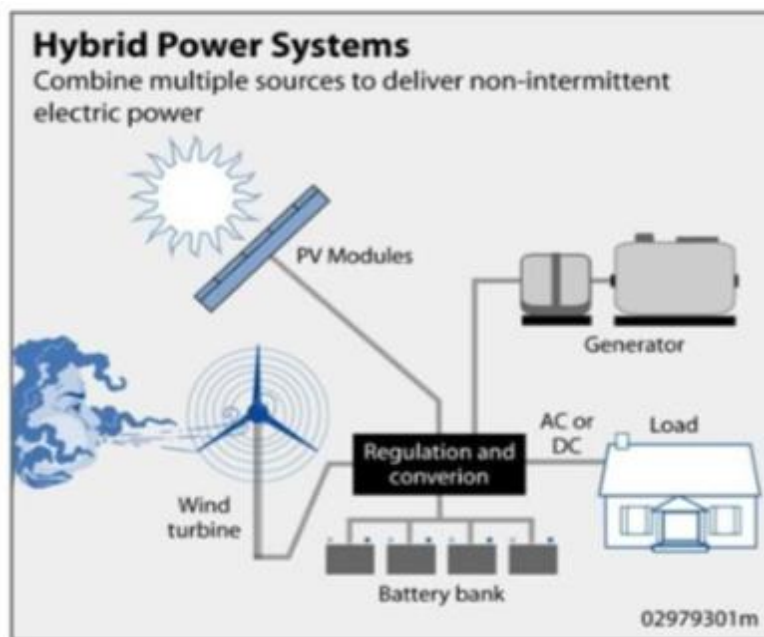 Hybrid Power Systems
Combine multiple sources to deliver non-intermittent
electric power
PV Modules
Generator
AC or
DC
Load
Regulation and
converion
Wind
turbine
Battery bank
02979301m